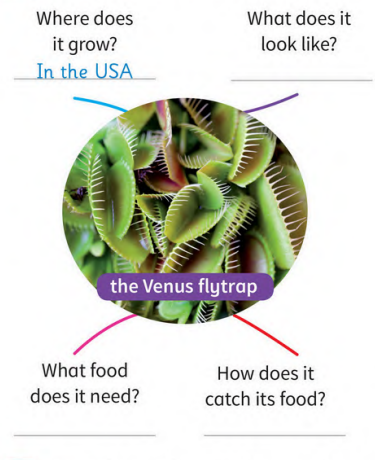 Where does
it grow?
In the USA
What does it
look like?
the Venus flytrap
What food
does it need?
How does it
catch its food?